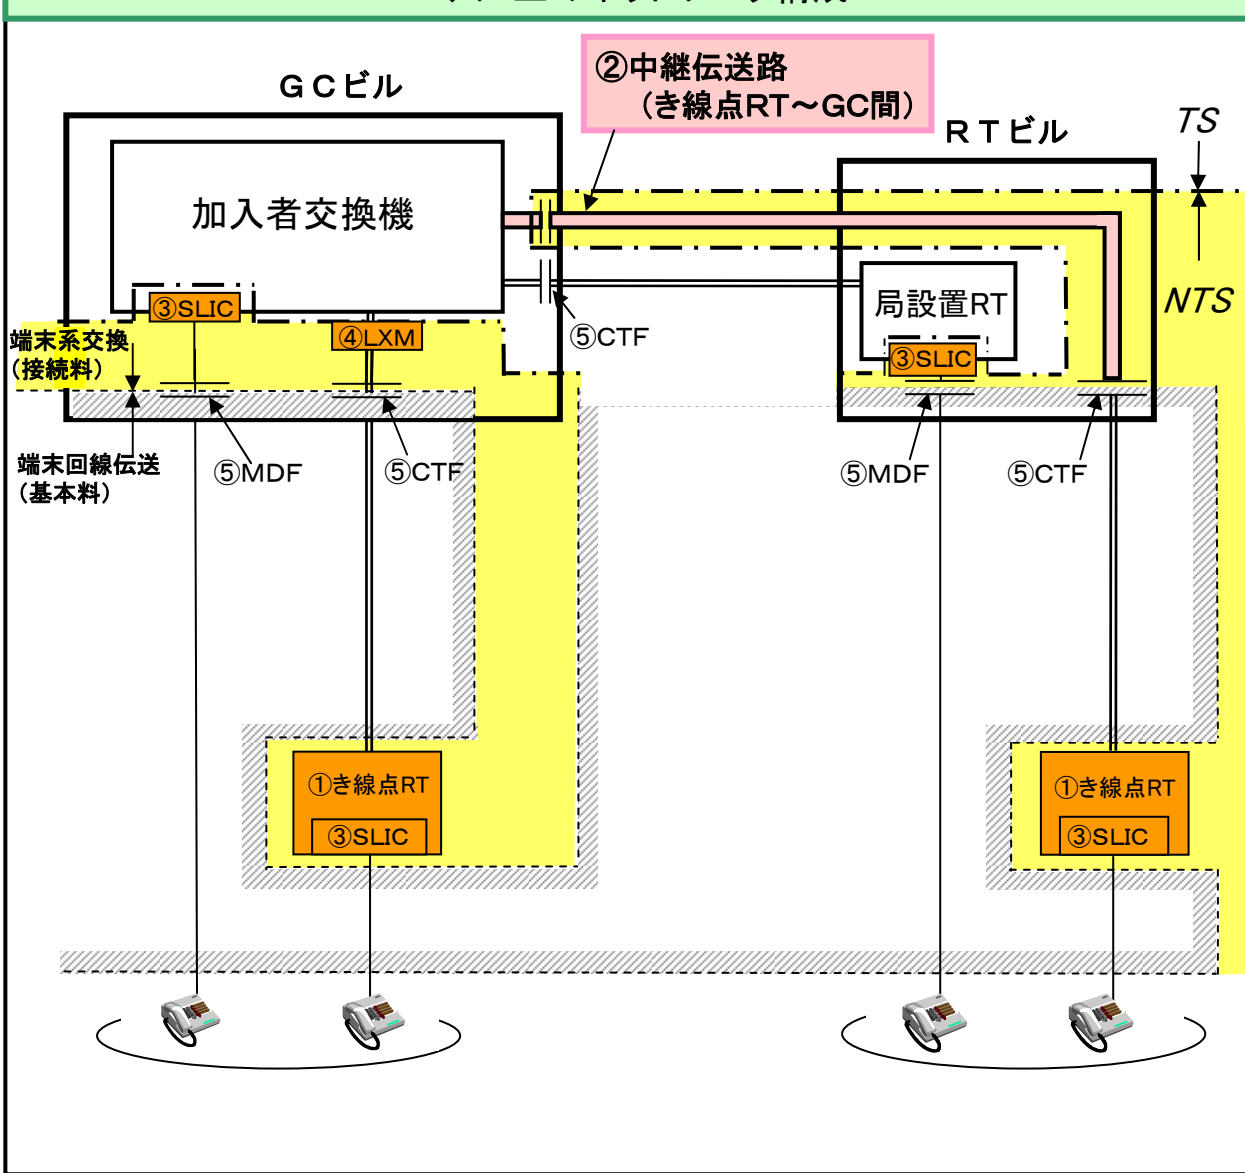 ②中継伝送路
（き線点RT～GC間）
ＧＣビル
ＲＴビル
TS
加入者交換機
NTS
③SLIC
④LXM
⑤CTF
局設置RT
③SLIC
端末系交換
（接続料）
端末回線伝送
（基本料）
⑤MDF
⑤CTF
⑤MDF
⑤CTF
①き線点RT
③SLIC
①き線点RT
③SLIC